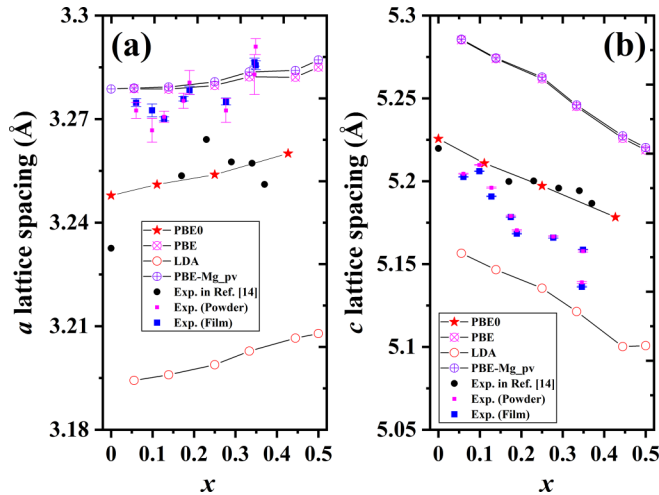 (a)
3.3
3.27
3.24
3.21
3.18
a lattice spacing (Å)
PBE0
PBE
LDA
PBE-Mg_pv
Exp. in Ref. [14]
Exp. (Powder)
Exp. (Film)
0 0.1 0.2 0.3 0.4 0.5
x
(b)
5.3
5.25
5.2
5.15
5.1
5.05
c lattice spacing (Å)
PBE0
PBE
LDA
PBE-Mg_pv
Exp. in Ref. [14]
Exp. (Powder)
Exp. (Film)
0 0.1 0.2 0.3 0.4 0.5
x